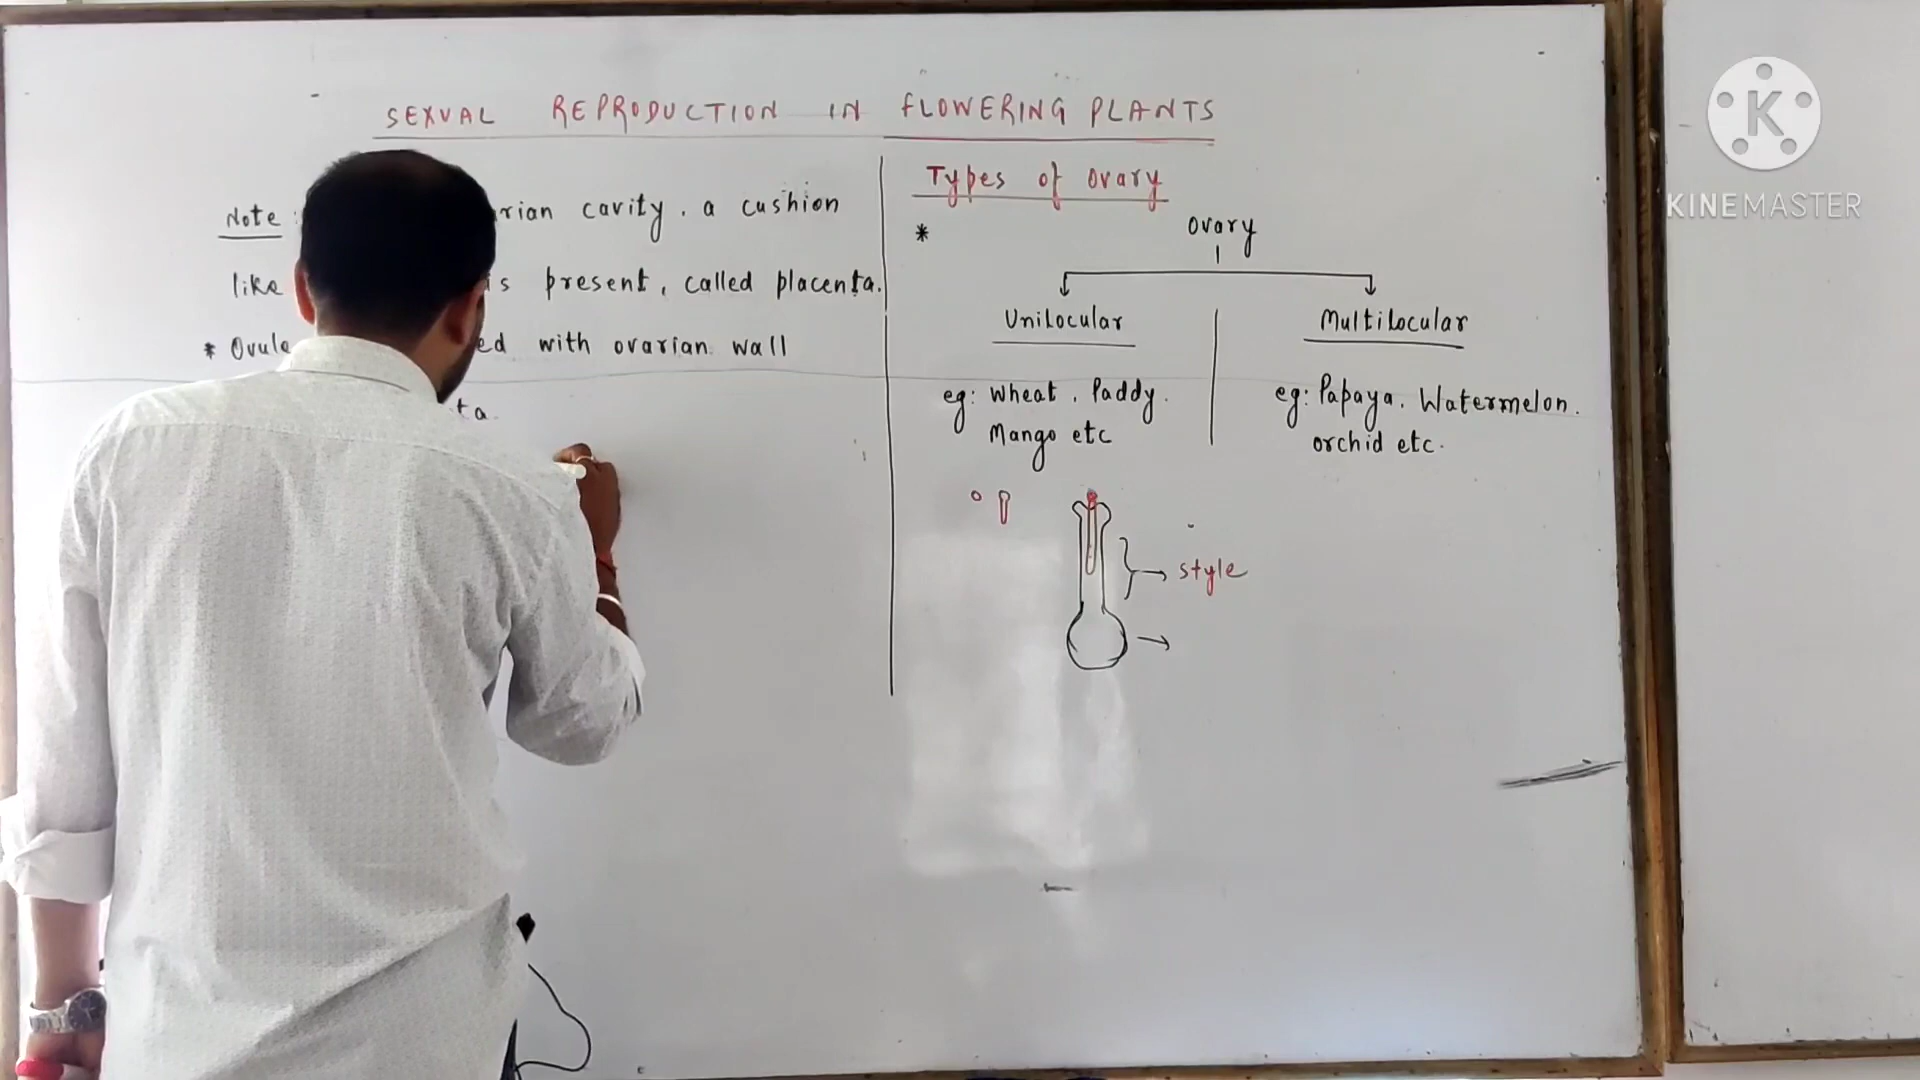 SEXUAL REPRODUCTION IN FLOWERING PLANTS
Note : rian cavity, a cushion
like is present, called placenta.
* Ovule ed with ovarian wall
ta.
Types of ovary
*
ovary
Unilocular
Multilocular
eg: Wheat, Paddy.
Mango etc
eg: Papaya, Watermelon.
orchid etc.
style
K
KINEMASTER